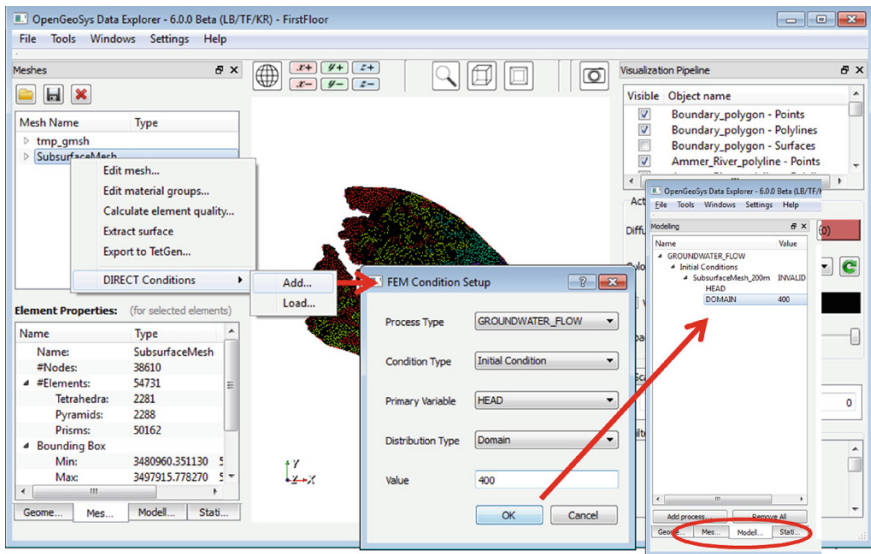 OpenGeoSys Data Explorer - 6.0.0 Beta (LB/TF/KR) - FirstFloor
File Tools Windows Settings Help
Meshes
Mesh Name Type
tmp_gmsh
SubsurfaceMesh
Edit mesh...
Edit material groups...
Calculate element quality...
Extract surface
Export to TetGen...
DIRECT Conditions
Add...
Load...
Element Properties: (for selected elements)
Name Type
Name: SubsurfaceMesh
#Nodes: 38610
#Elements: 54731
Tetrahedra: 2281
Pyramids: 2288
Prisms: 50162
Bounding Box
Min: 3480960.351130 5
Max: 3497915.778270 5
Geome... Mes... Modell... Stati...
x+ y+ z+
x- y- z-
Y
Z X
FEM Condition Setup
Process Type GROUNDWATER_FLOW
Condition Type Initial Condition
Primary Variable HEAD
Distribution Type Domain
Value 400
OK Cancel
Visualization Pipeline
Visible Object name
Boundary_polygon - Points
Boundary_polygon - Polylines
Boundary_polygon - Surfaces
Ammer_River_polyline - Points
0
OpenGeoSys Data Explorer - 6.0.0 Beta (LB/TF/
File Tools Windows Settings Help
Modeling
Name Value
GROUNDWATER_FLOW
Initial Conditions
SubsurfaceMesh_200m INVALID
HEAD
DOMAIN 400
Add process... Remove All
Geome... Mes... Modell... Stati...